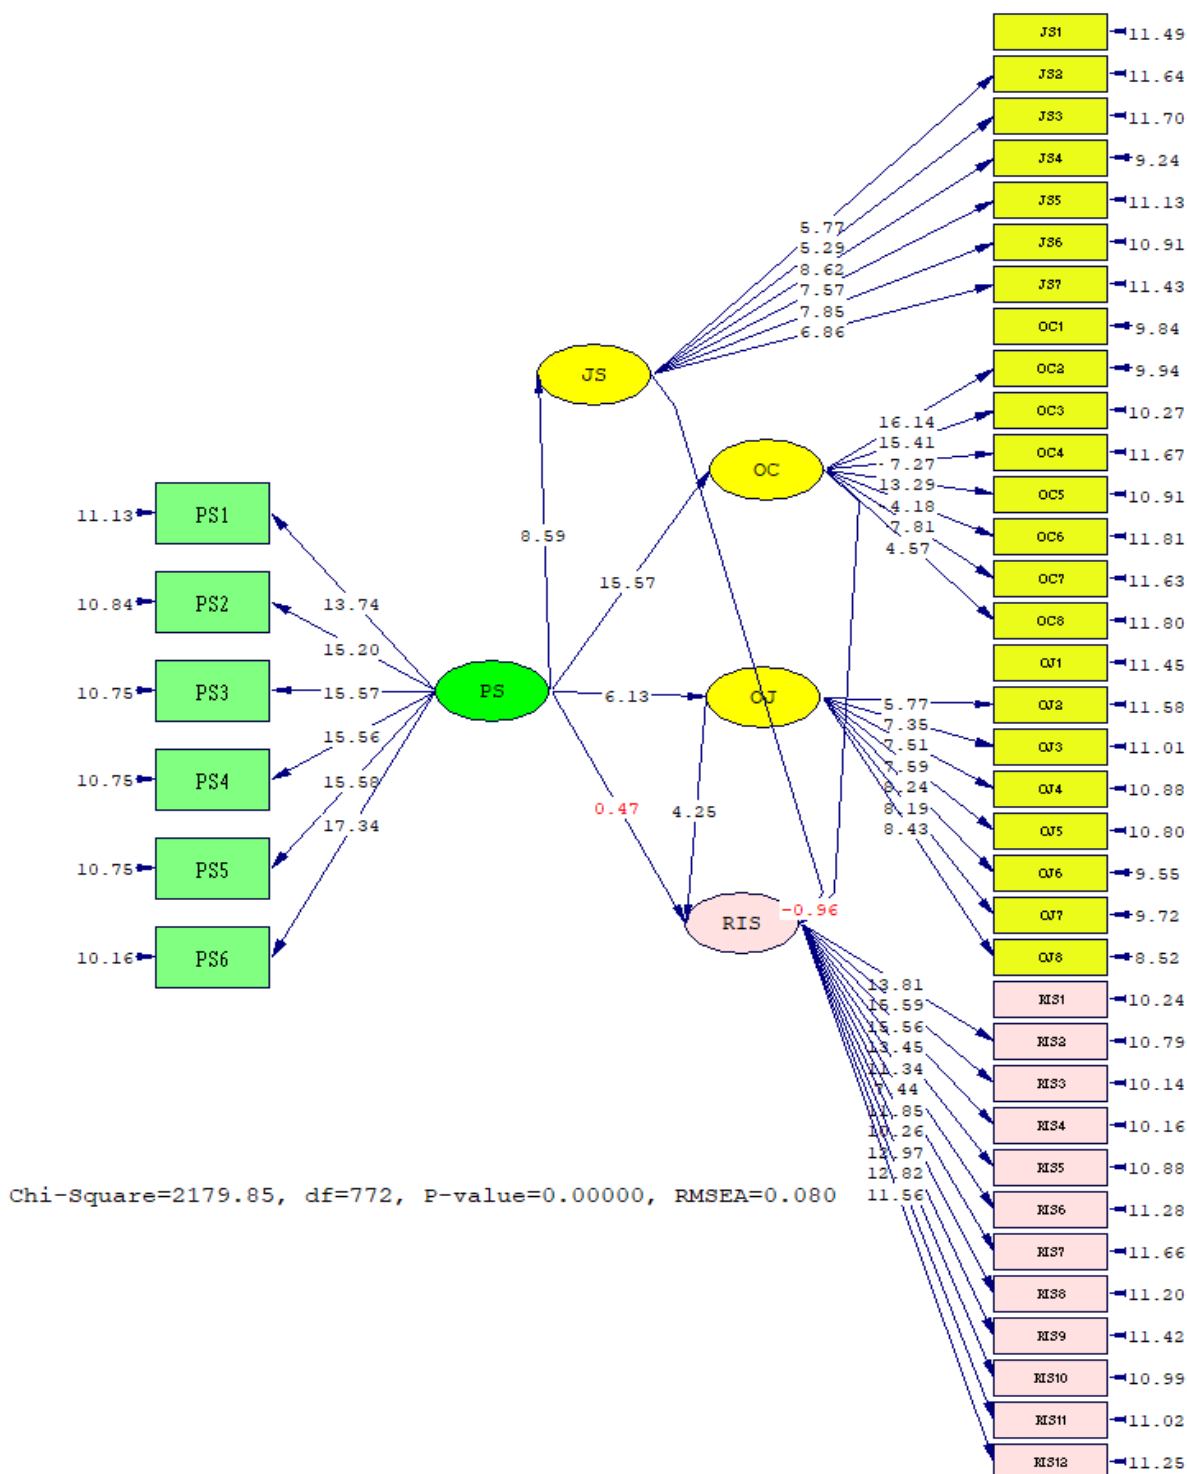 JS1 11.49
JS2 11.64
JS3 11.70
JS4 9.24
JS5 11.13
JS6 10.91
JS7 11.43
OC1 9.84
OC2 9.94
OC3 10.27
OC4 11.67
OC5 10.91
OC6 11.81
OC7 11.63
OC8 11.80
OJ1 11.45
OJ2 11.58
OJ3 11.01
OJ4 10.88
OJ5 10.80
OJ6 9.55
OJ7 9.72
OJ8 8.52
RIS1 10.24
RIS2 10.79
RIS3 10.14
RIS4 10.16
RIS5 10.88
RIS6 11.28
RIS7 11.66
RIS8 11.20
RIS9 11.42
RIS10 10.99
RIS11 11.02
RIS12 11.25
5.77
5.29
8.62
7.57
7.85
6.86
JS
OC
16.14
15.41
7.27
13.29
4.18
7.81
4.57
8.59
15.57
11.13 PS1
10.84 PS2
10.75 PS3
10.75 PS4
10.75 PS5
10.16 PS6
13.74
15.20
15.57
15.56
15.58
17.34
PS
6.13
OJ
5.77
7.35
7.51
7.59
8.24
8.19
8.43
0.47
4.25
RIS
-0.96
13.81
15.59
15.56
13.45
11.34
7.44
11.85
10.26
12.97
12.82
11.56
Chi-Square=2179.85, df=772, P-value=0.00000, RMSEA=0.080